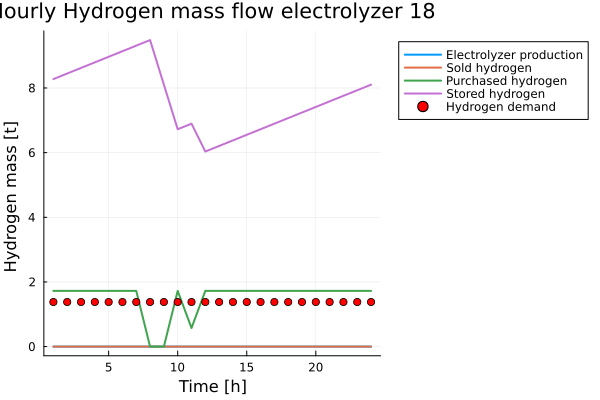 Hourly Hydrogen mass flow electrolyzer 18
Electrolyzer production
Sold hydrogen
Purchased hydrogen
Stored hydrogen
Hydrogen demand
Hydrogen mass [t]
8
6
4
2
0
5 10 15 20
Time [h]